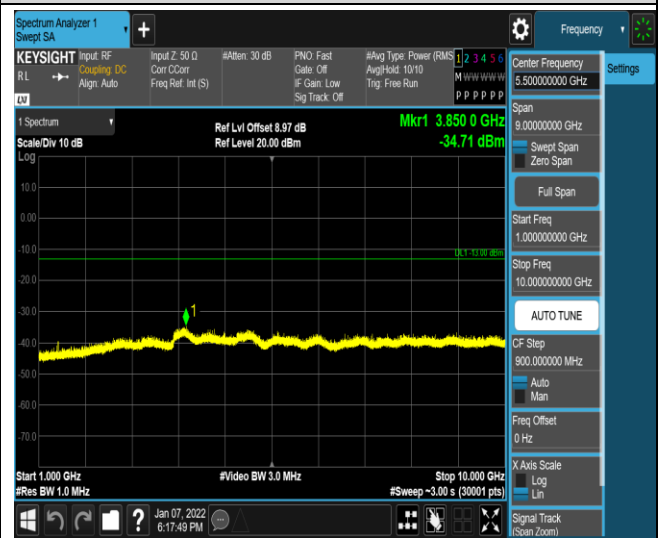 Spectrum Analyzer 1
Swept SA
Frequency
KEYSIGHT
RL
LXI
Input: RF
Coupling: DC
Align: Auto
Input Z: 50 Ω
Corr CCorr
Freq Ref: Int (S)
#Atten: 30 dB
PNO: Fast
Gate: Off
IF Gain: Low
Sig Track: Off
#Avg Type: Power (RMS
Avg|Hold: 10/10
Trig: Free Run
1 2 3 4 5 6
M W W W W W
P P P P P P
1 Spectrum
Scale/Div 10 dB
Log
Ref Lvl Offset 8.97 dB
Ref Level 20.00 dBm
Mkr1 3.850 0 GHz
-34.71 dBm
10.0
0.00
-10.0
DL1 -13.00 dBm
-20.0
-30.0
1
-40.0
-50.0
-60.0
-70.0
Start 1.000 GHz
#Res BW 1.0 MHz
#Video BW 3.0 MHz
Stop 10.000 GHz
#Sweep ~3.00 s (30001 pts)
Jan 07, 2022
6:17:49 PM
Center Frequency
5.500000000 GHz
Span
9.00000000 GHz
Swept Span
Zero Span
Full Span
Start Freq
1.000000000 GHz
Stop Freq
10.000000000 GHz
AUTO TUNE
CF Step
900.000000 MHz
Auto
Man
Freq Offset
0 Hz
X Axis Scale
Log
Lin
Signal Track
(Span Zoom)
Settings